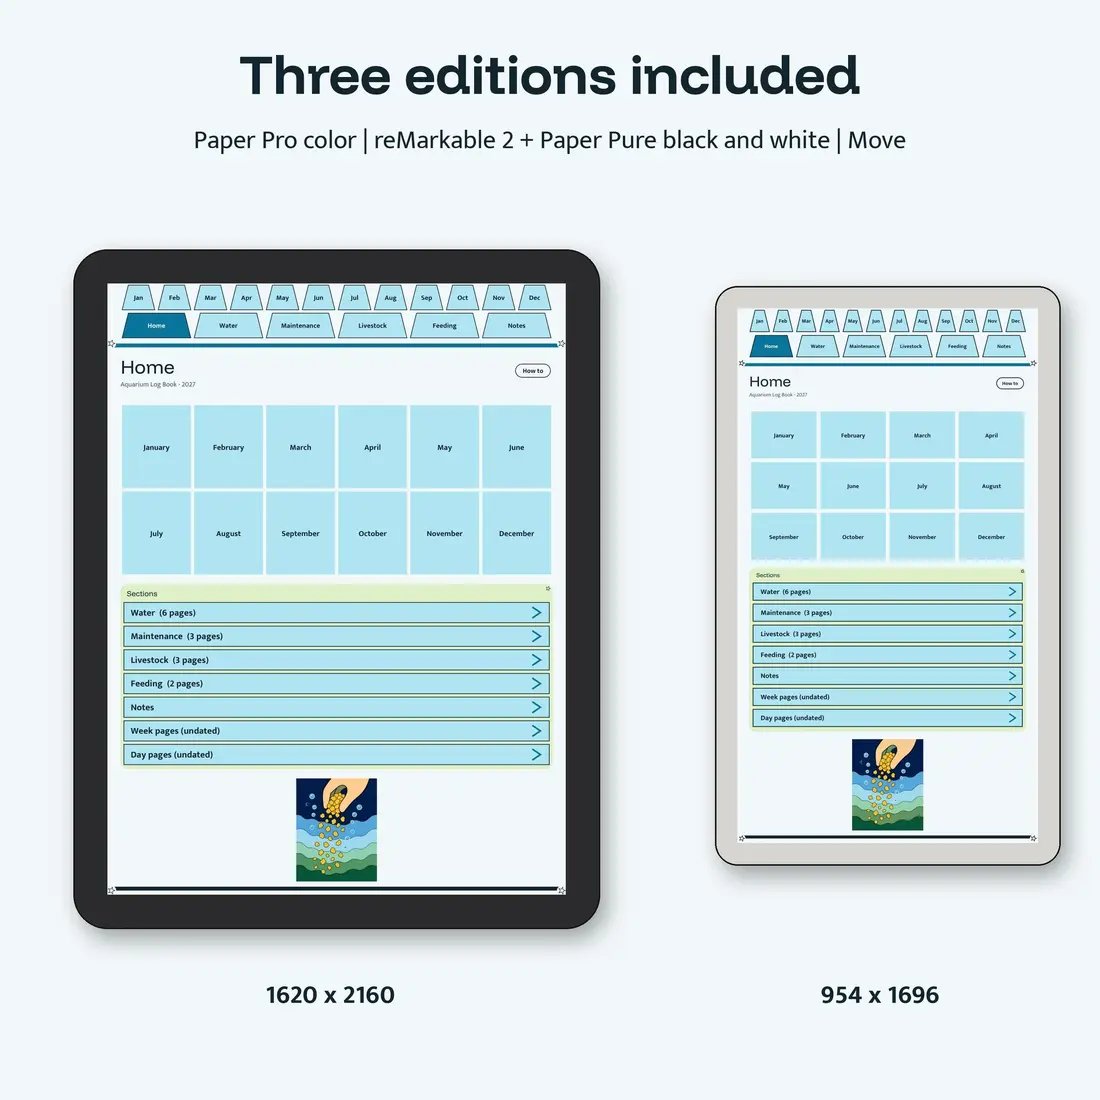 Three editions included
Paper Pro color | reMarkable 2 + Paper Pure black and white | Move
Jan Feb Mar Apr May Jun Jul Aug Sep Oct Nov Dec
Home Water Maintenance Livestock Feeding Notes
Home
How to
Aquarium Log Book - 2027
January February March April May June
July August September October November December
Sections
Water (6 pages)
Maintenance (3 pages)
Livestock (3 pages)
Feeding (2 pages)
Notes
Week pages (undated)
Day pages (undated)
1620 x 2160
Jan Feb Mar Apr May Jun Jul Aug Sep Oct Nov Dec
Home Water Maintenance Livestock Feeding Notes
Home
How to
Aquarium Log Book - 2027
January February March April
May June July August
September October November December
Sections
Water (6 pages)
Maintenance (3 pages)
Livestock (3 pages)
Feeding (2 pages)
Notes
Week pages (undated)
Day pages (undated)
954 x 1696